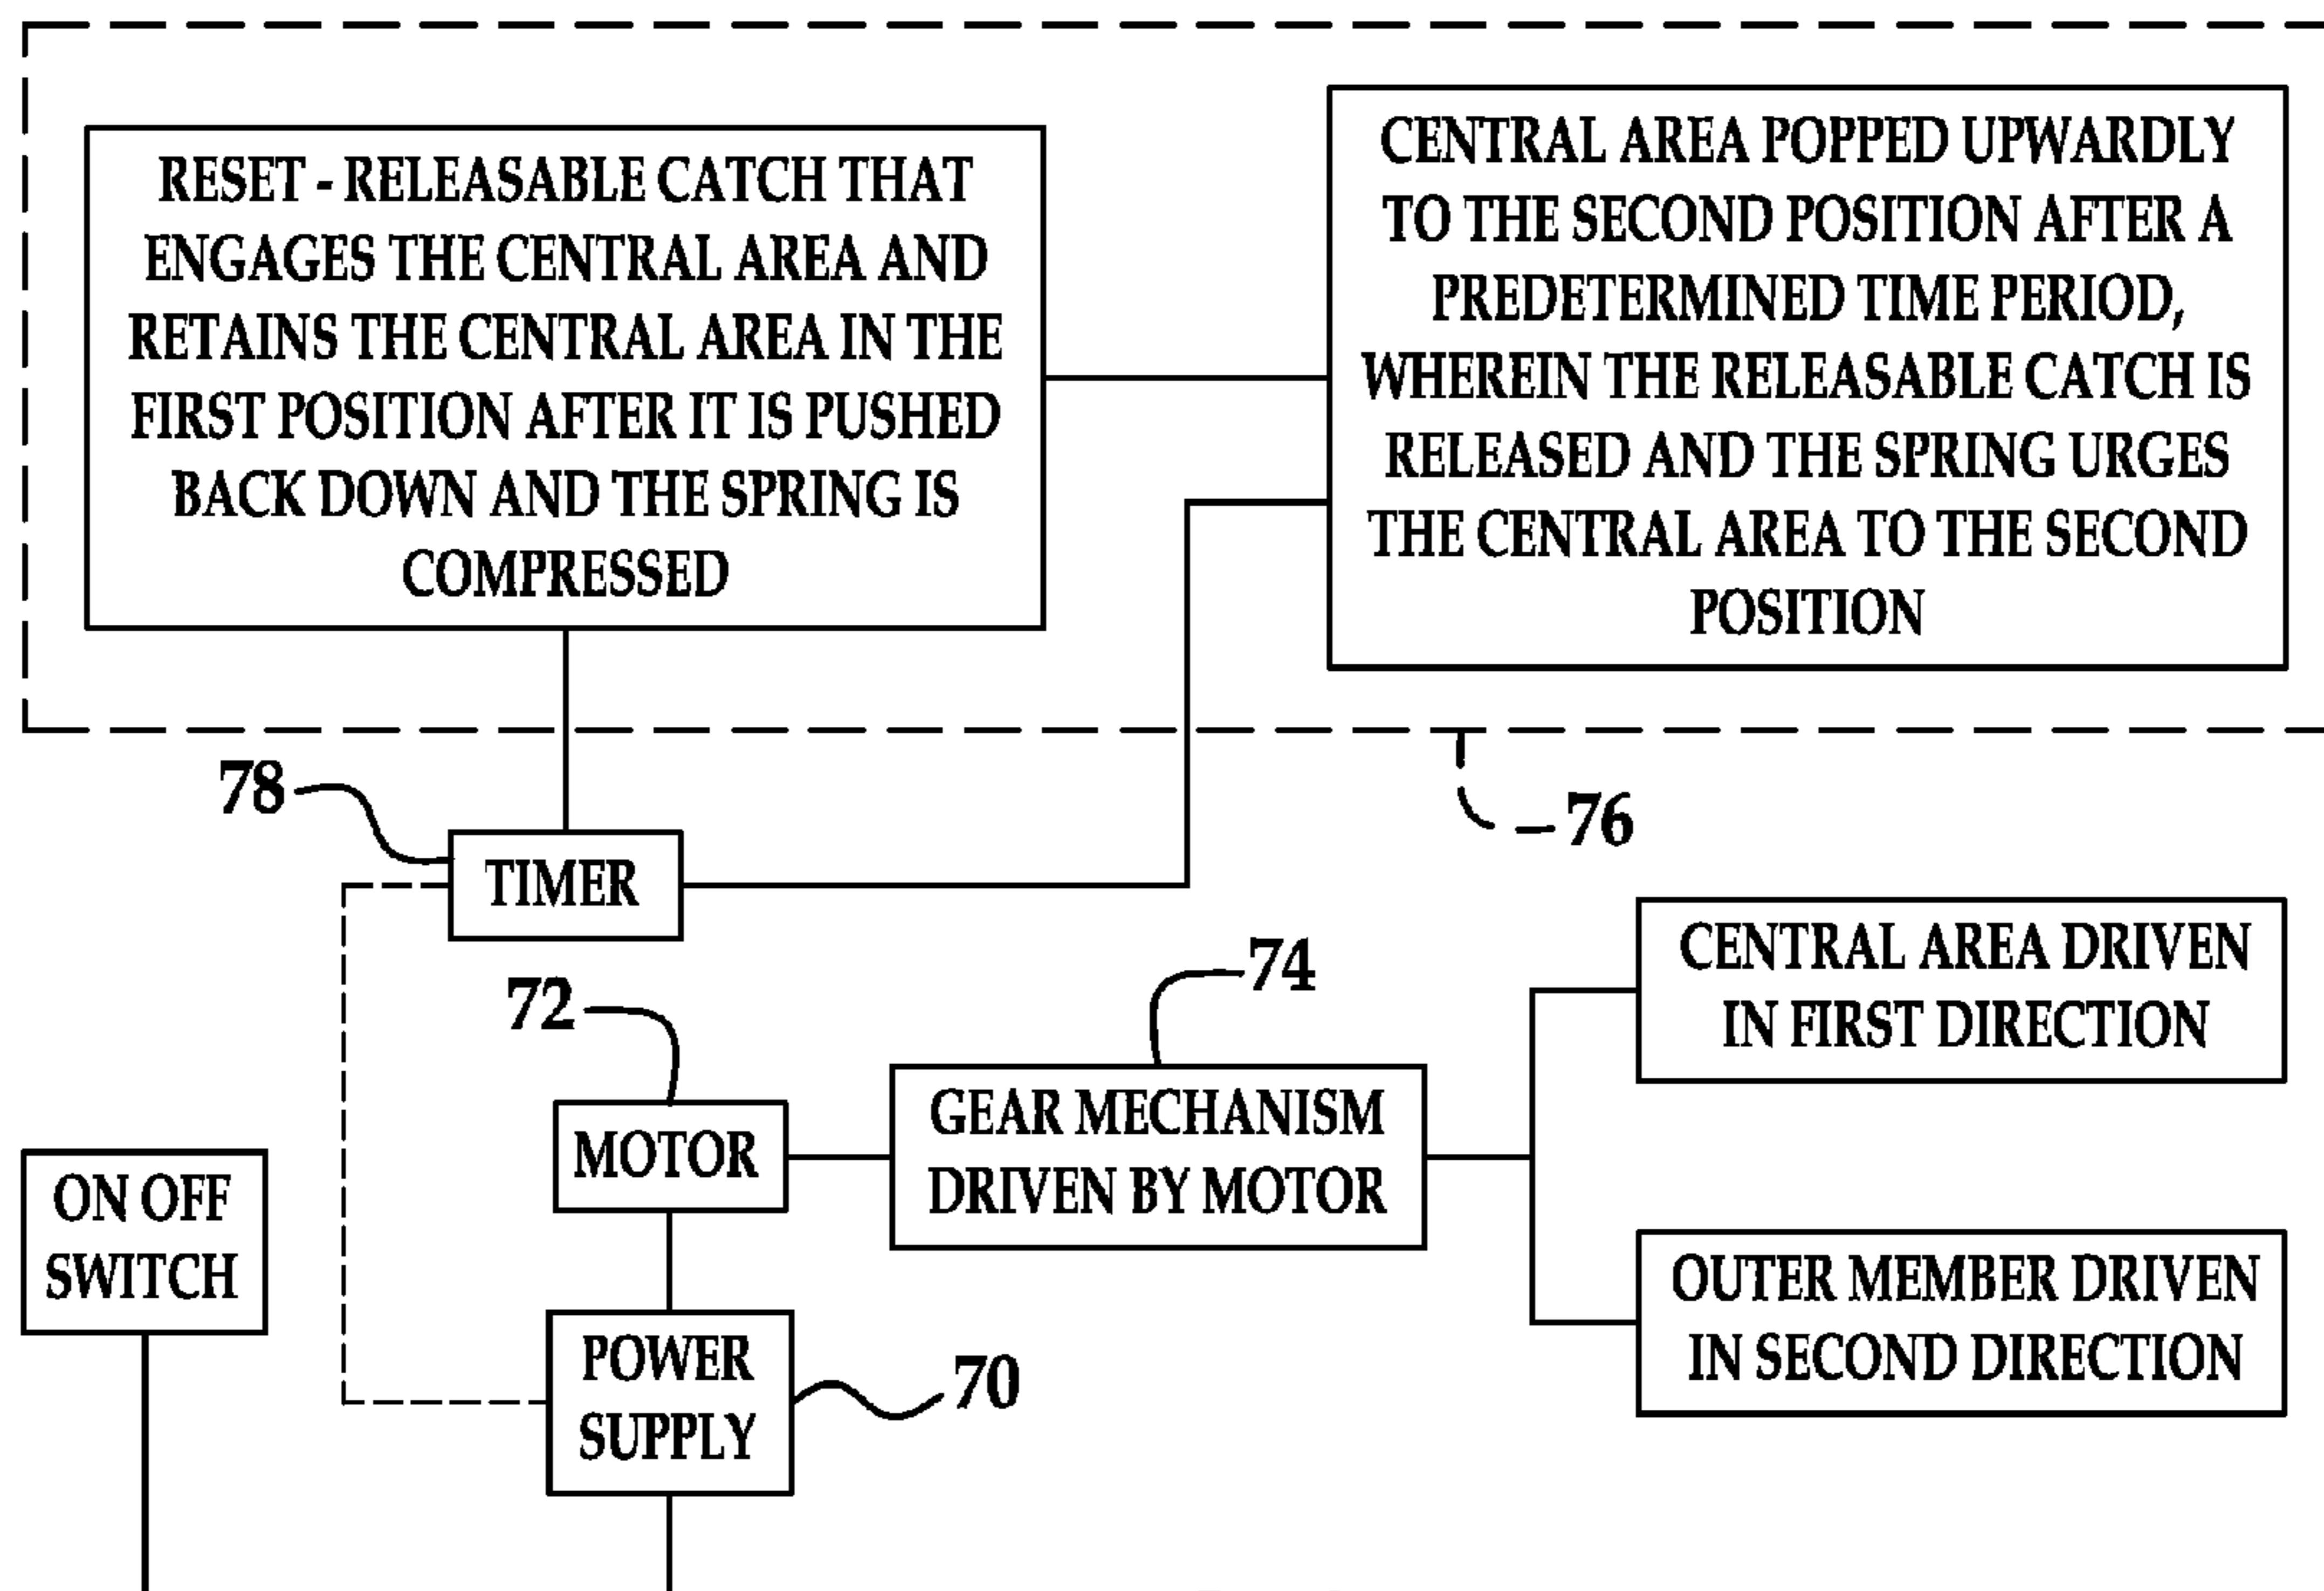 RESET - RELEASABLE CATCH THAT
ENGAGES THE CENTRAL AREA AND
RETAINS THE CENTRAL AREA IN THE
FIRST POSITION AFTER IT IS PUSHED
BACK DOWN AND THE SPRING IS
COMPRESSED
CENTRAL AREA POPPED UPWARDLY
TO THE SECOND POSITION AFTER A
PREDETERMINED TIME PERIOD,
WHEREIN THE RELEASABLE CATCH IS
RELEASED AND THE SPRING URGES
THE CENTRAL AREA TO THE SECOND
POSITION
78
76
TIMER
74
72
CENTRAL AREA DRIVEN
IN FIRST DIRECTION
MOTOR
GEAR MECHANISM
DRIVEN BY MOTOR
ON OFF
SWITCH
OUTER MEMBER DRIVEN
IN SECOND DIRECTION
POWER
SUPPLY
70